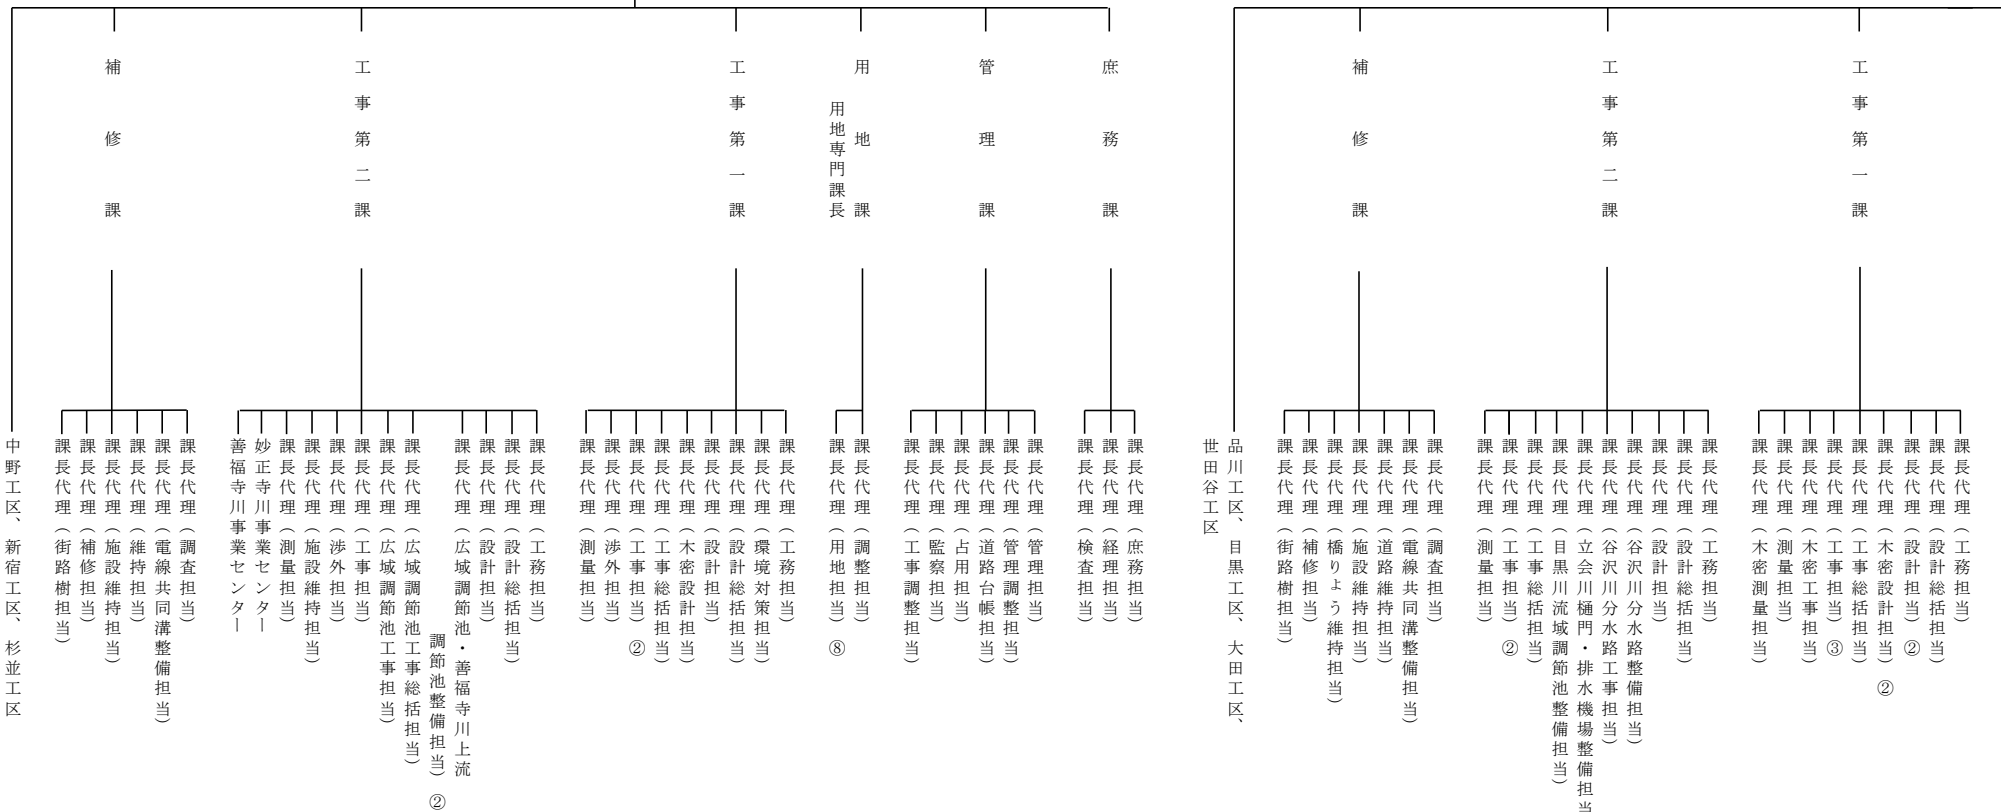 工事第一課
課長代理(工務担当)
課長代理(設計総括担当)
課長代理(設計担当)②
課長代理(木密設計担当)②
課長代理(工事総括担当)
課長代理(工事担当)③
課長代理(木密工事担当)
課長代理(測量担当)
課長代理(木密測量担当)
工事第二課
課長代理(工務担当)
課長代理(設計総括担当)
課長代理(設計担当)
課長代理(谷沢川分水路整備担当)
課長代理(谷沢川分水路工事担当)
課長代理(立会川樋門・排水機場整備担当
課長代理(目黒川流域調節池整備担当)
課長代理(工事総括担当)
課長代理(工事担当)②
課長代理(測量担当)
補修課
課長代理(調査担当)
課長代理(電線共同溝整備担当)
課長代理(道路維持担当)
課長代理(施設維持担当)
課長代理(橋りょう維持担当)
課長代理(補修担当)
課長代理(街路樹担当)
品川工区、目黒工区、大田工区、
世田谷工区
庶務課
課長代理(庶務担当)
課長代理(経理担当)
課長代理(検査担当)
管理課
課長代理(管理担当)
課長代理(管理調整担当)
課長代理(道路台帳担当)
課長代理(占用担当)
課長代理(監察担当)
課長代理(工事調整担当)
用地課
用地専門課長
課長代理(調整担当)
課長代理(用地担当)⑧
工事第一課
課長代理(工務担当)
課長代理(環境対策担当)
課長代理(設計総括担当)
課長代理(設計担当)
課長代理(木密設計担当)
課長代理(工事総括担当)
課長代理(工事担当)②
課長代理(渉外担当)
課長代理(測量担当)
工事第二課
課長代理(工務担当)
課長代理(設計総括担当)
課長代理(設計担当)
課長代理(広域調節池・善福寺川上流
調節池整備担当)②
課長代理(広域調節池工事総括担当)
課長代理(広域調節池工事担当)
課長代理(工事担当)
課長代理(渉外担当)
課長代理(施設維持担当)
課長代理(測量担当)
妙正寺川事業センター
善福寺川事業センター
補修課
課長代理(調査担当)
課長代理(電線共同溝整備担当)
課長代理(維持担当)
課長代理(施設維持担当)
課長代理(補修担当)
課長代理(街路樹担当)
中野工区、新宿工区、杉並工区